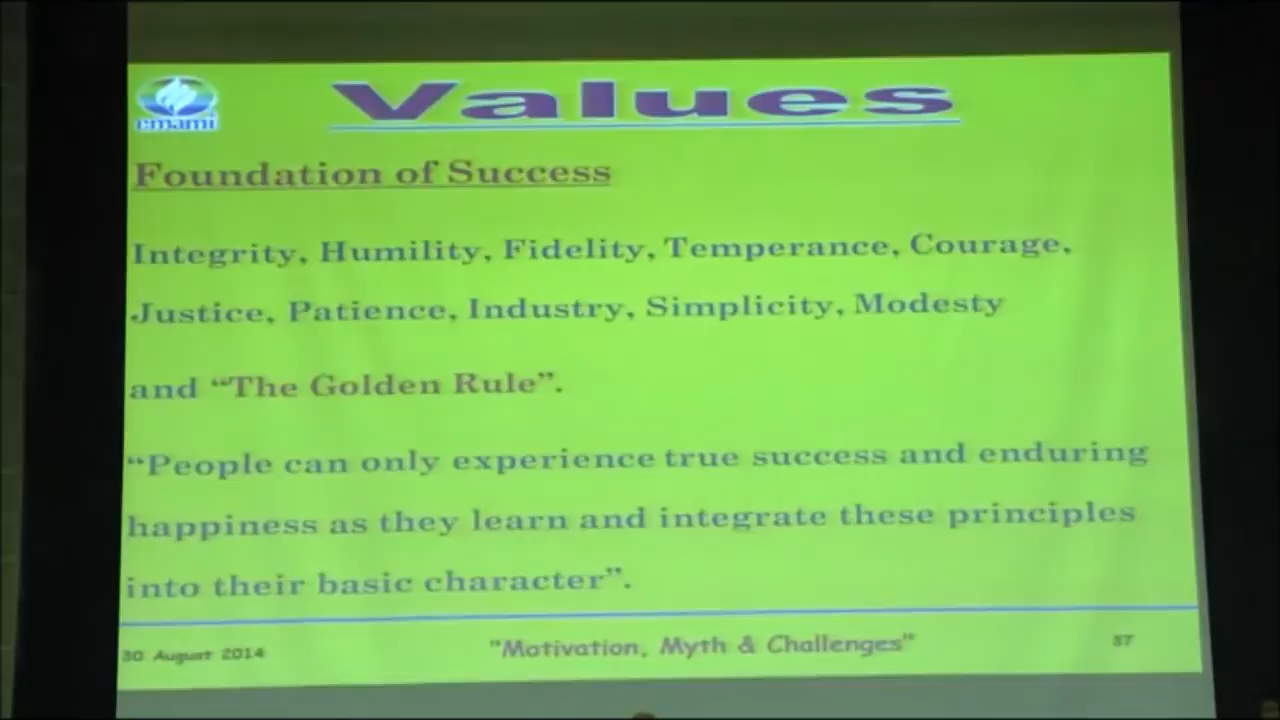 emami
Values
Foundation of Success
Integrity, Humility, Fidelity, Temperance, Courage,
Justice, Patience, Industry, Simplicity, Modesty
and “The Golden Rule”.
“People can only experience true success and enduring
happiness as they learn and integrate these principles
into their basic character”.
30 August 2014 "Motivation, Myth & Challenges" 37